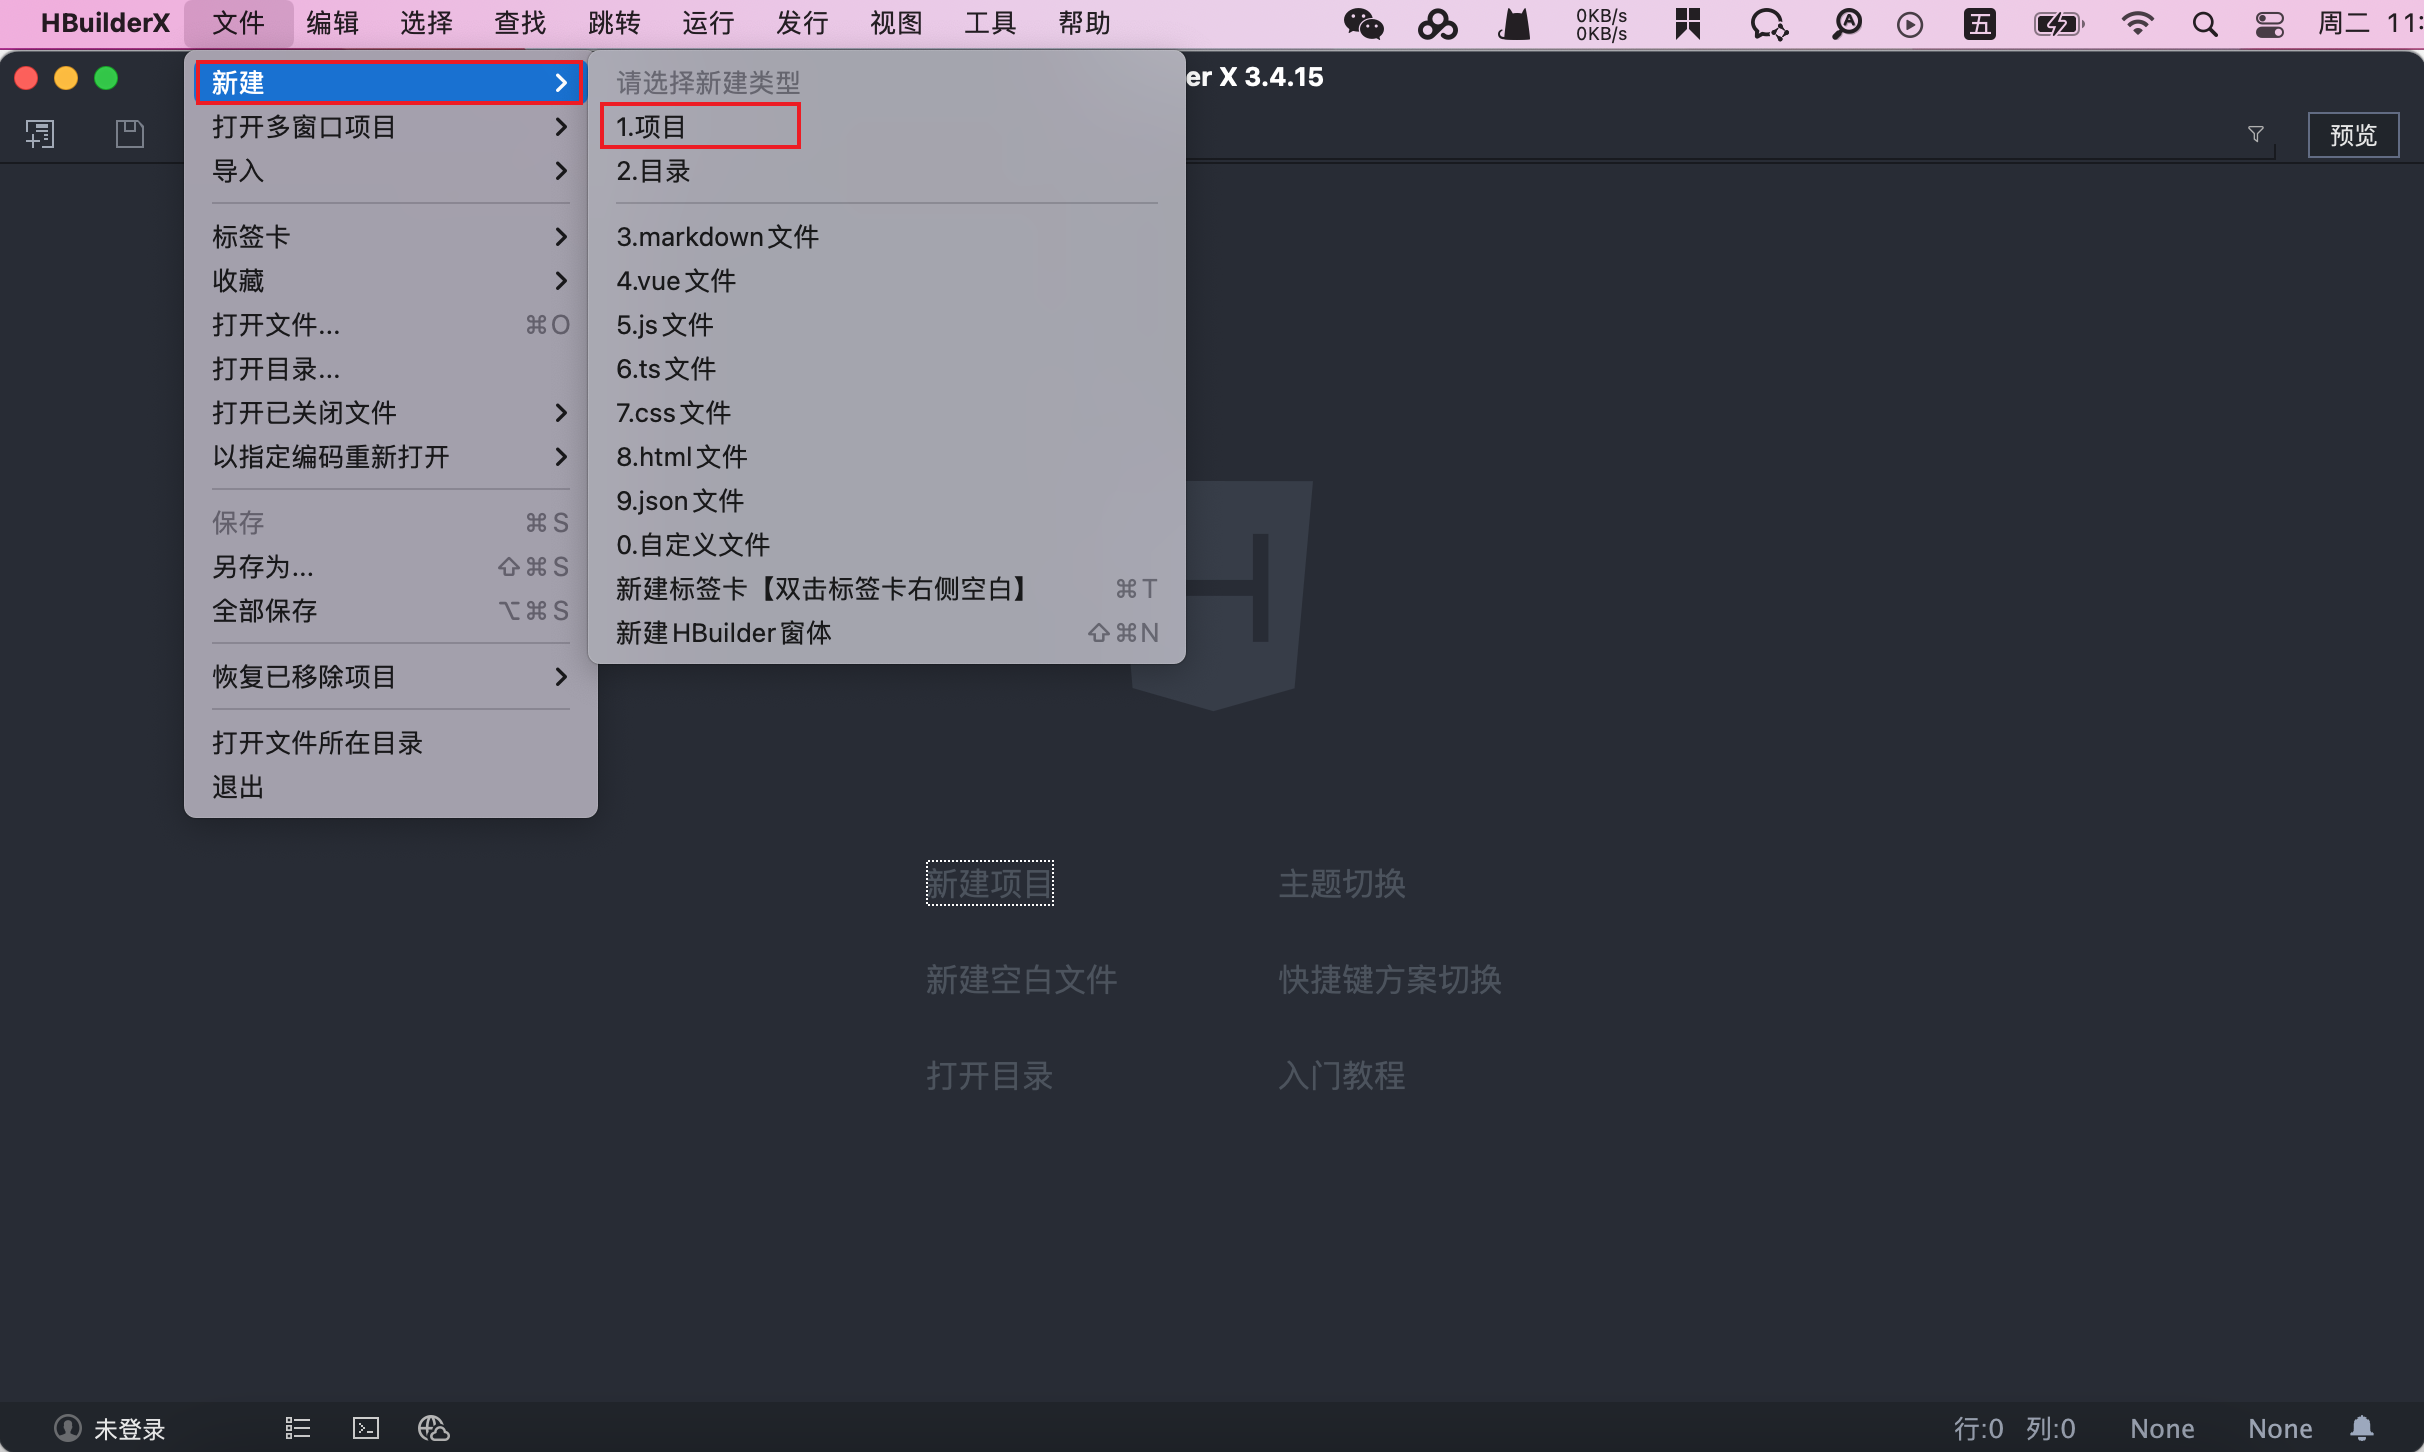 HBuilderX 文件 编辑 选择 查找 跳转 运行 发行 视图 工具 帮助 0KB/s 0KB/s 五 周二 11:
er X 3.4.15
预览
新建
打开多窗口项目
导入
标签卡
收藏
打开文件... ⌘O
打开目录...
打开已关闭文件
以指定编码重新打开
保存 ⌘S
另存为... ⇧⌘S
全部保存 ⌥⌘S
恢复已移除项目
打开文件所在目录
退出
请选择新建类型
1.项目
2.目录
3.markdown文件
4.vue文件
5.js文件
6.ts文件
7.css文件
8.html文件
9.json文件
0.自定义文件
新建标签卡【双击标签卡右侧空白】 ⌘T
新建HBuilder窗体 ⇧⌘N
新建项目 主题切换
新建空白文件 快捷键方案切换
打开目录 入门教程
未登录 行:0 列:0 None None